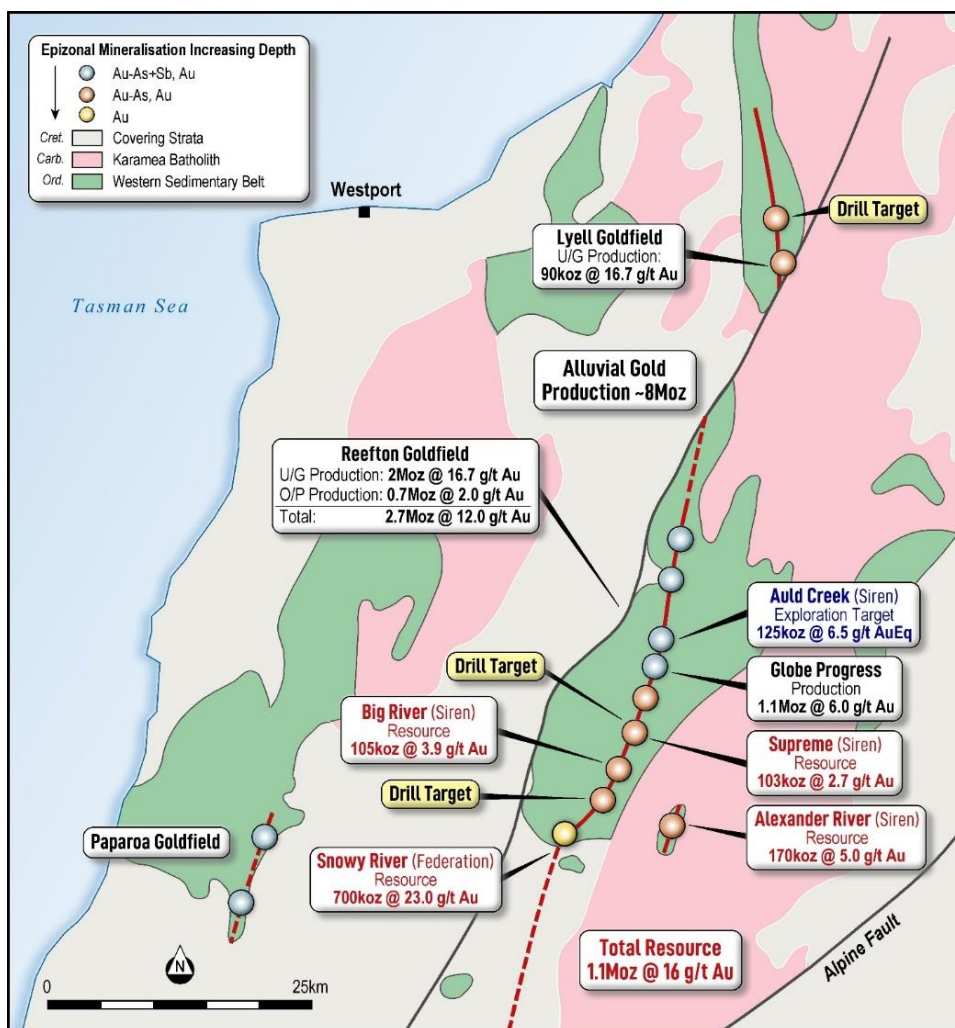 Epizonal Mineralisation Increasing Depth
Au-As+Sb, Au
Au-As, Au
Au
Cret. Covering Strata
Carb. Karamea Batholith
Ord. Western Sedimentary Belt
Westport
Tasman Sea
Drill Target
Lyell Goldfield
U/G Production:
90koz @ 16.7 g/t Au
Alluvial Gold
Production ~8Moz
Reefton Goldfield
U/G Production: 2Moz @ 16.7 g/t Au
O/P Production: 0.7Moz @ 2.0 g/t Au
Total: 2.7Moz @ 12.0 g/t Au
Auld Creek (Siren)
Exploration Target
125koz @ 6.5 g/t AuEq
Drill Target
Globe Progress
Production
1.1Moz @ 6.0 g/t Au
Big River (Siren)
Resource
105koz @ 3.9 g/t Au
Supreme (Siren)
Resource
103koz @ 2.7 g/t Au
Drill Target
Alexander River (Siren)
Resource
170koz @ 5.0 g/t Au
Paparoa Goldfield
Snowy River (Federation)
Resource
700koz @ 23.0 g/t Au
Total Resource
1.1Moz @ 16 g/t Au
Alpine Fault
N
0 25km